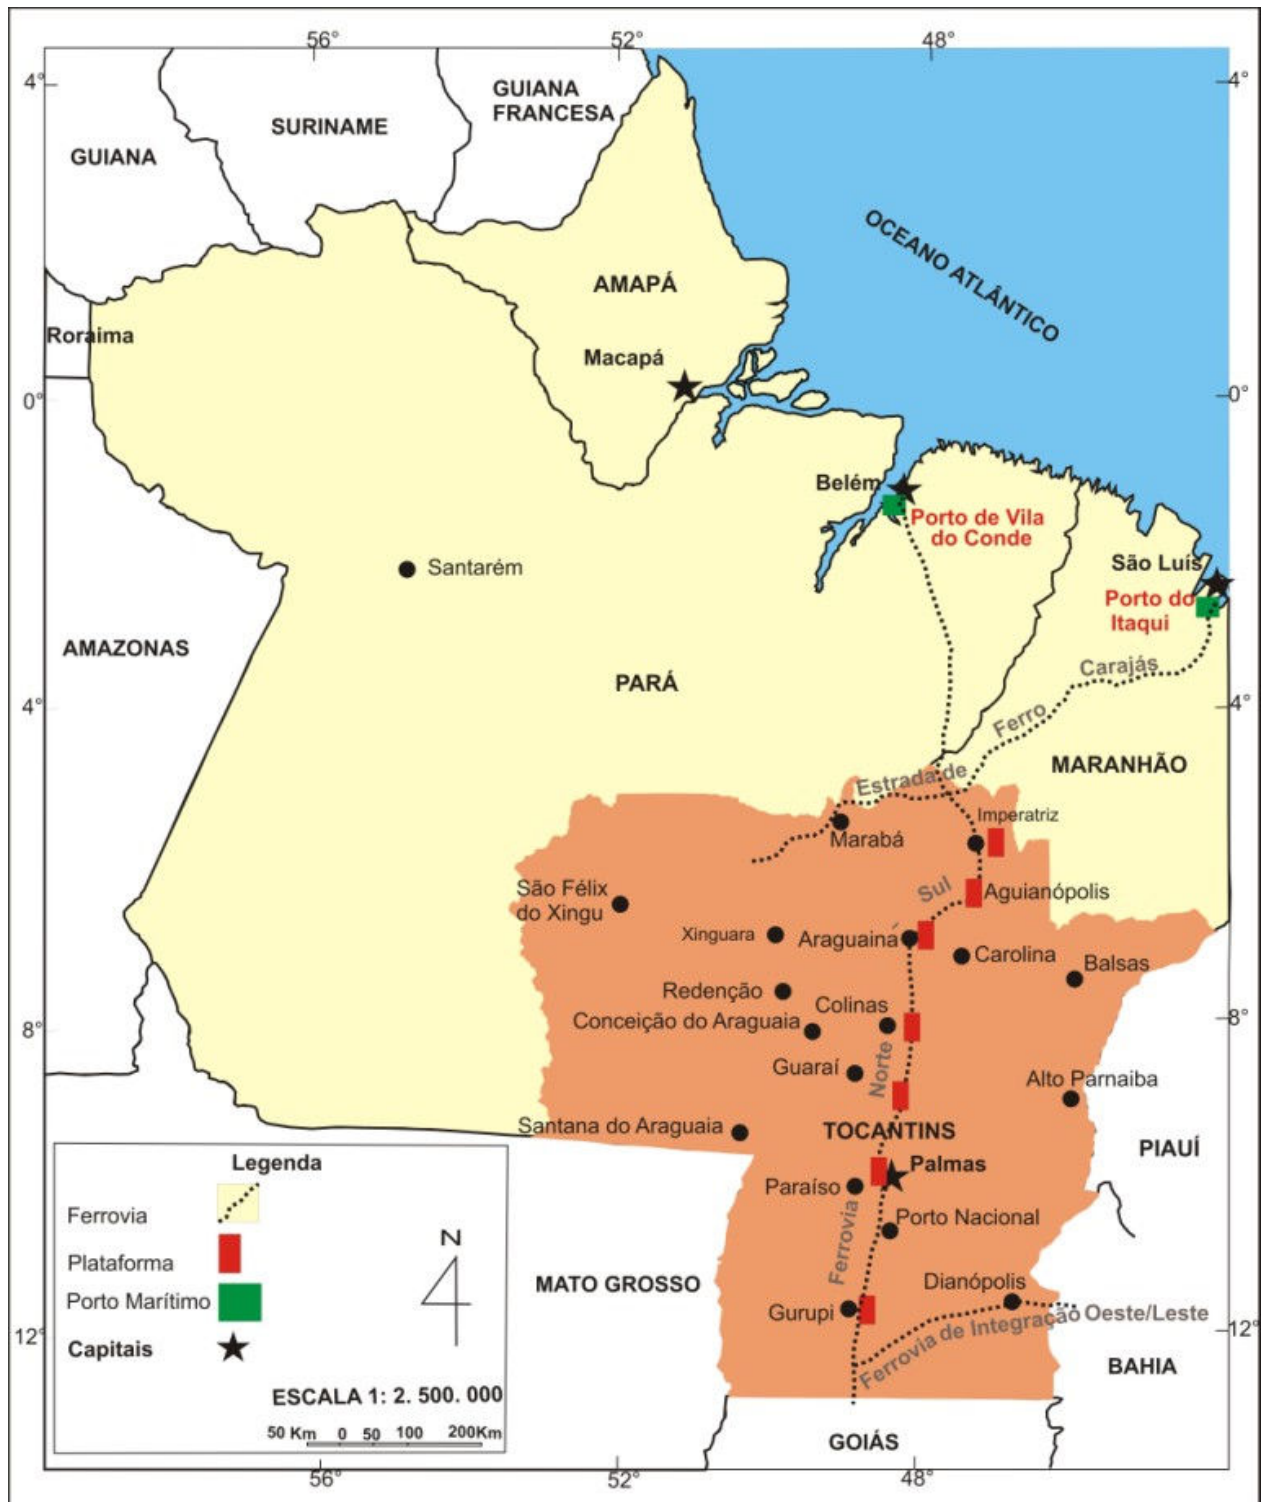 56°
52°
48°
4°
4°
GUIANA
SURINAME
GUIANA
FRANCESA
OCEANO ATLÂNTICO
AMAPÁ
Roraima
Macapá
0°
0°
Belém
Porto de Vila
do Conde
São Luís
Santarém
Porto do
Itaqui
AMAZONAS
Carajás
PARÁ
4°
Ferro
4°
MARANHÃO
Estrada de
Imperatriz
Marabá
São Félix
do Xingu
Sul
Aguianópolis
Xinguara
Araguaina
Carolina
Balsas
Redenção
Colinas
8°
Conceição do Araguaia
8°
Guaraí
Norte
Alto Parnaiba
Santana do Araguaia
TOCANTINS
PIAUÍ
Palmas
Paraíso
Porto Nacional
Ferrovia
MATO GROSSO
Dianópolis
Gurupi
Ferrovia de Integração Oeste/Leste
12°
12°
BAHIA
GOIÁS
Legenda
Ferrovia
Plataforma
Porto Marítimo
Capitais
N
ESCALA 1: 2. 500. 000
50 Km 0 50 100 200Km
56°
52°
48°